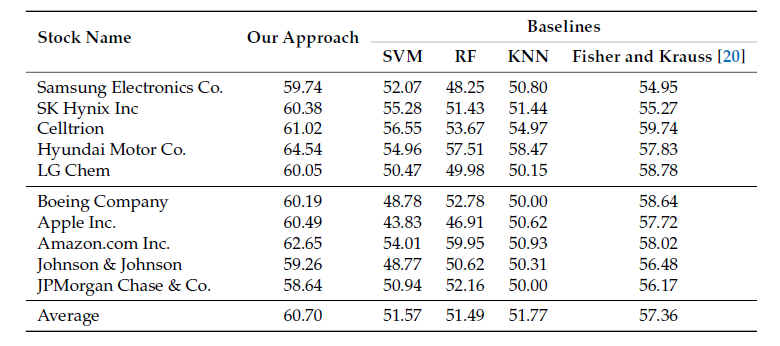 Baselines
Stock Name Our Approach
SVM RF KNN Fisher and Krauss [20]
Samsung Electronics Co. 59.74 52.07 48.25 50.80 54.95
SK Hynix Inc 60.38 55.28 51.43 51.44 55.27
Celltrion 61.02 56.55 53.67 54.97 59.74
Hyundai Motor Co. 64.54 54.96 57.51 58.47 57.83
LG Chem 60.05 50.47 49.98 50.15 58.78
Boeing Company 60.19 48.78 52.78 50.00 58.64
Apple Inc. 60.49 43.83 46.91 50.62 57.72
Amazon.com Inc. 62.65 54.01 59.95 50.93 58.02
Johnson & Johnson 59.26 48.77 50.62 50.31 56.48
JPMorgan Chase & Co. 58.64 50.94 52.16 50.00 56.17
Average 60.70 51.57 51.49 51.77 57.36